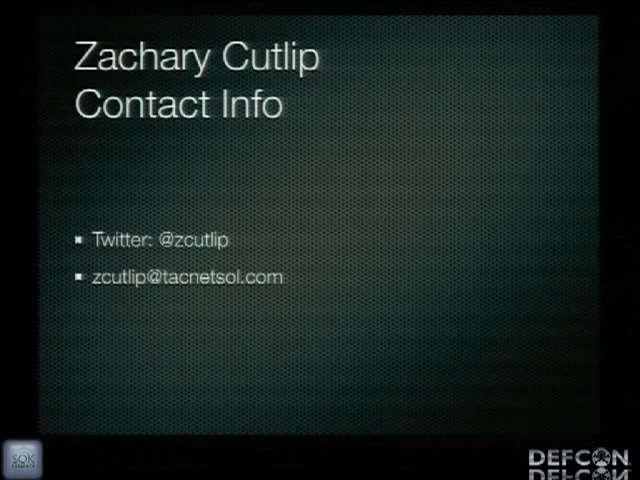 Zachary Cutlip
Contact Info
Twitter: @zcutlip
zcutlip@tacnetsol.com
DEFCON